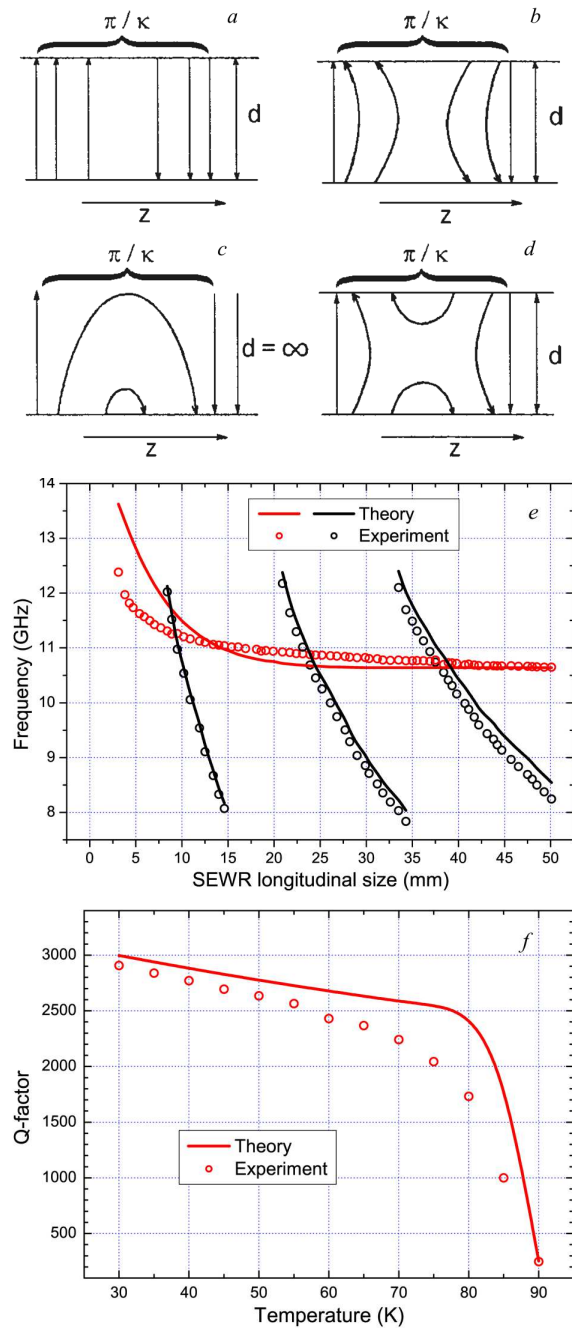 a
π / κ
d
z
b
π / κ
d
z
c
π / κ
d = ∞
z
d
π / κ
d
z
e
Theory
Experiment
Frequency (GHz)
14
13
12
11
10
9
8
0 5 10 15 20 25 30 35 40 45 50
SEWR longitudinal size (mm)
f
Theory
Experiment
Q-factor
3000
2500
2000
1500
1000
500
30 40 50 60 70 80 90
Temperature (K)